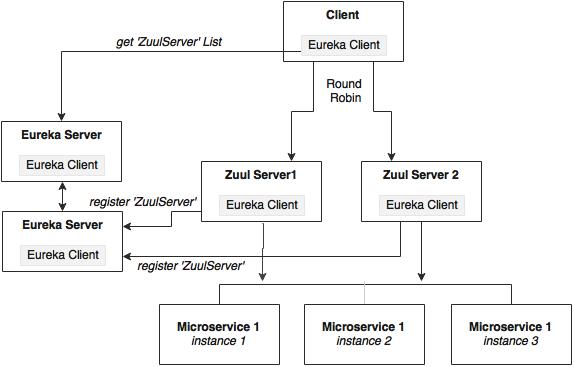 Client
Eureka Client
get 'ZuulServer' List
Round
Robin
Eureka Server
Eureka Client
Zuul Server1
Eureka Client
Zuul Server 2
Eureka Client
register 'ZuulServer'
Eureka Server
Eureka Client
register 'ZuulServer'
Microservice 1
instance 1
Microservice 1
instance 2
Microservice 1
instance 3